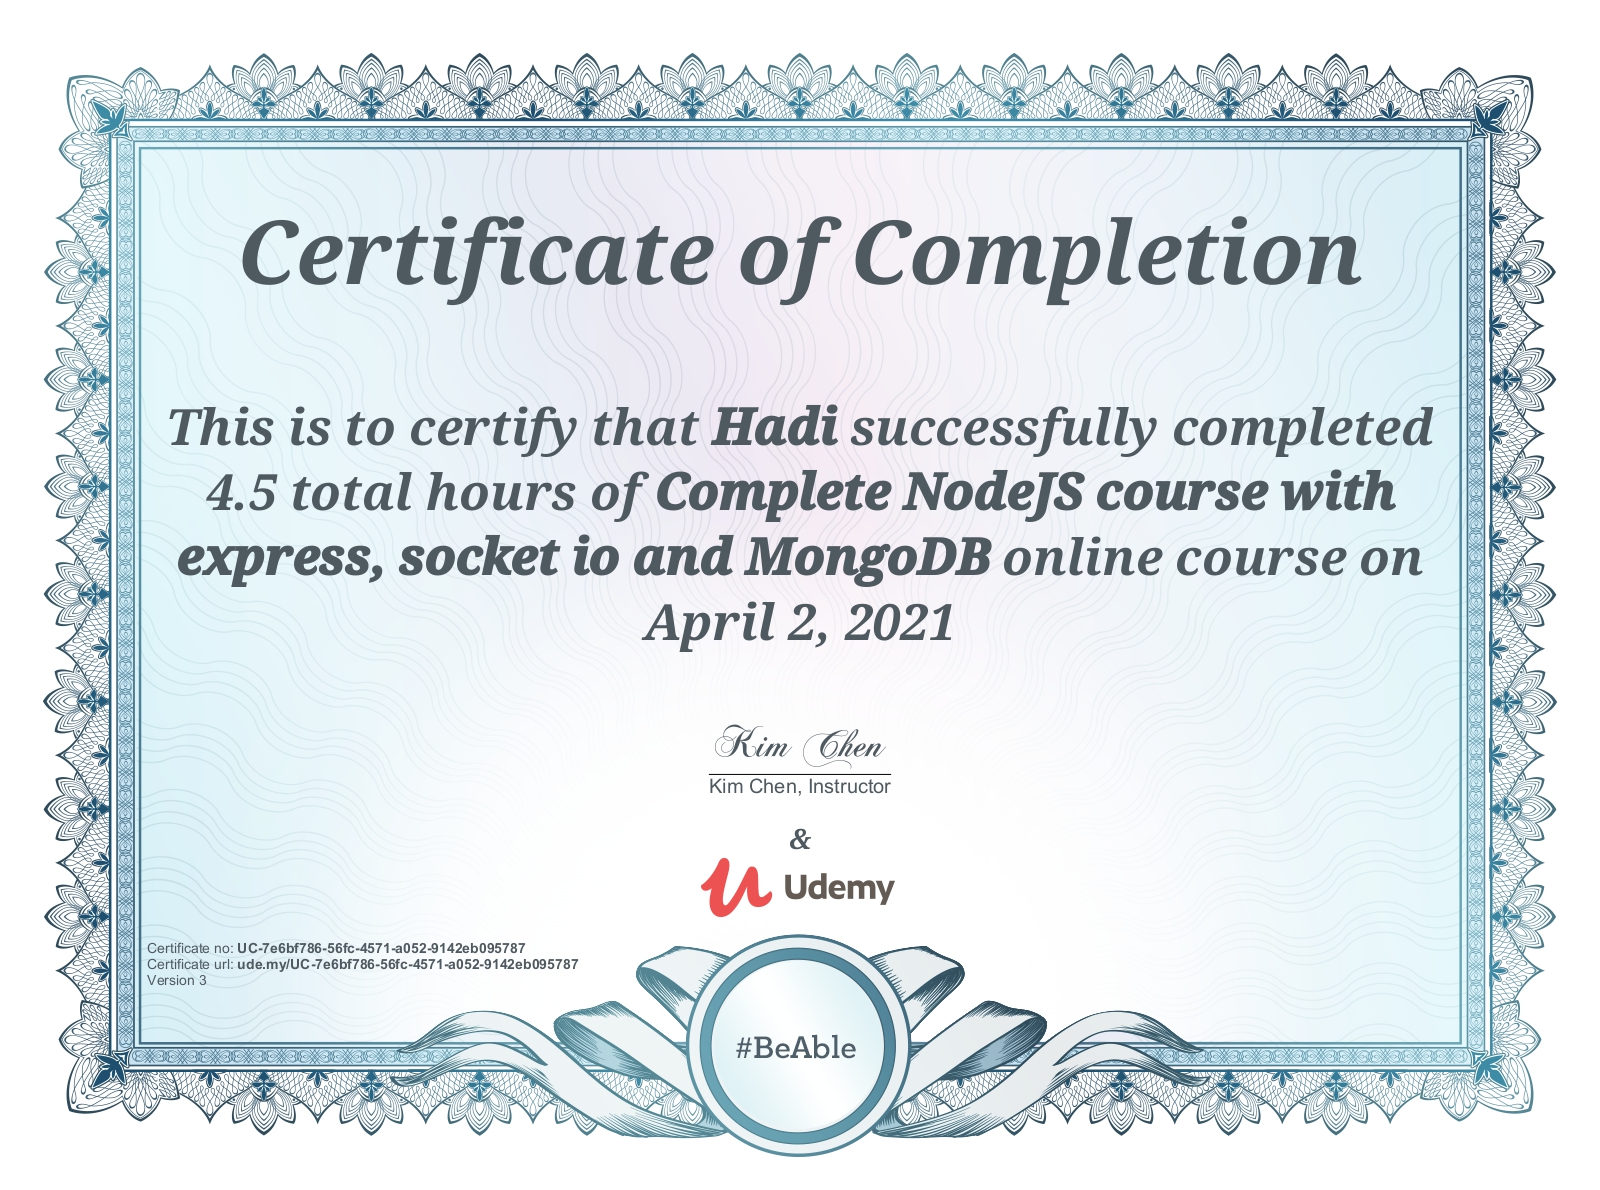 Certificate of Completion
This is to certify that Hadi successfully completed
4.5 total hours of Complete NodeJS course with
express, socket io and MongoDB online course on
April 2, 2021
Kim Chen
Kim Chen, Instructor
&
Udemy
Certificate no: UC-7e6bf786-56fc-4571-a052-9142eb095787
Certificate url: ude.my/UC-7e6bf786-56fc-4571-a052-9142eb095787
Version 3
#BeAble